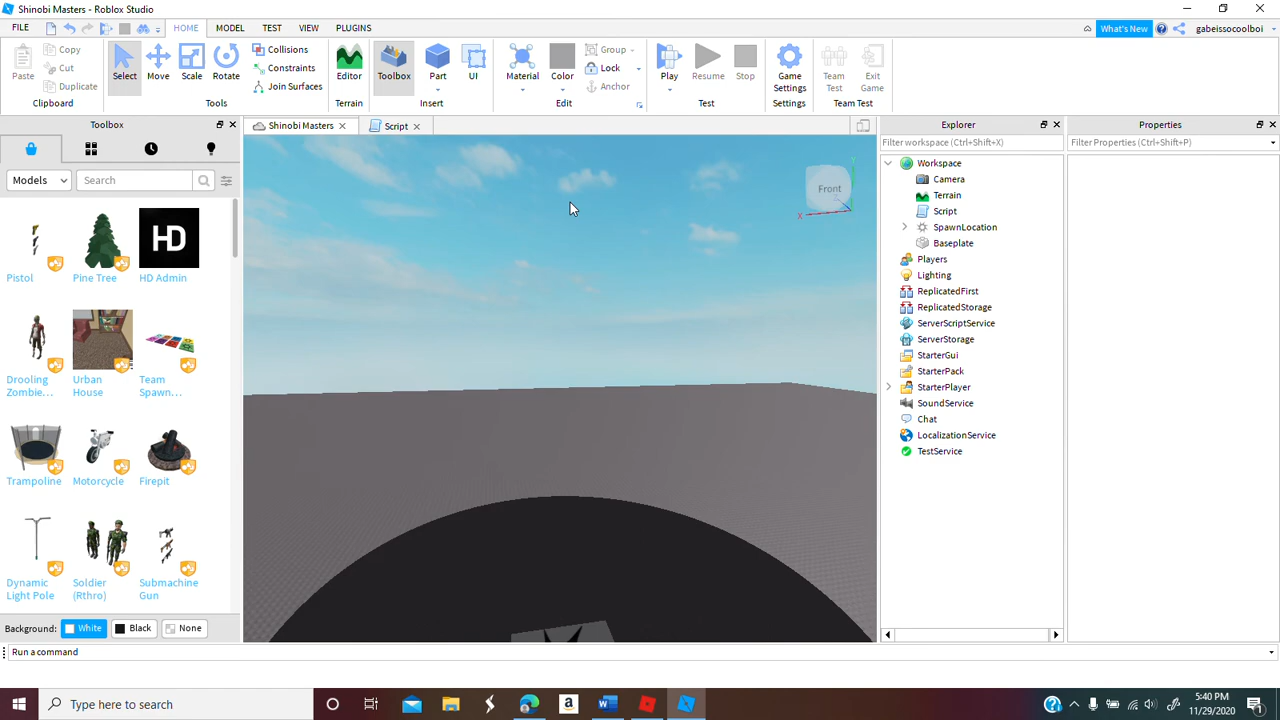 Shinobi Masters - Roblox Studio
FILE HOME MODEL TEST VIEW PLUGINS What's New gabeissocoolboi
Paste Copy Cut Duplicate
Select Move Scale Rotate
Collisions Constraints Join Surfaces
Editor Toolbox Part UI
Material Color Group Lock Anchor
Play Resume Stop Game Settings Team Test Exit Game
Clipboard Tools Terrain Insert Edit Test Settings Team Test
Toolbox
Shinobi Masters Script
Explorer
Properties
Models Search
Filter workspace (Ctrl+Shift+X)
Filter Properties (Ctrl+Shift+P)
Front
X
Y
HD
Pistol Pine Tree HD Admin
Drooling Zombie... Urban House Team Spawn...
Trampoline Motorcycle Firepit
Dynamic Light Pole Soldier (Rthro) Submachine Gun
Background: White Black None
Workspace
Camera
Terrain
Script
SpawnLocation
Baseplate
Players
Lighting
ReplicatedFirst
ReplicatedStorage
ServerScriptService
ServerStorage
StarterGui
StarterPack
StarterPlayer
SoundService
Chat
LocalizationService
TestService
Run a command
Type here to search
5:40 PM
11/29/2020